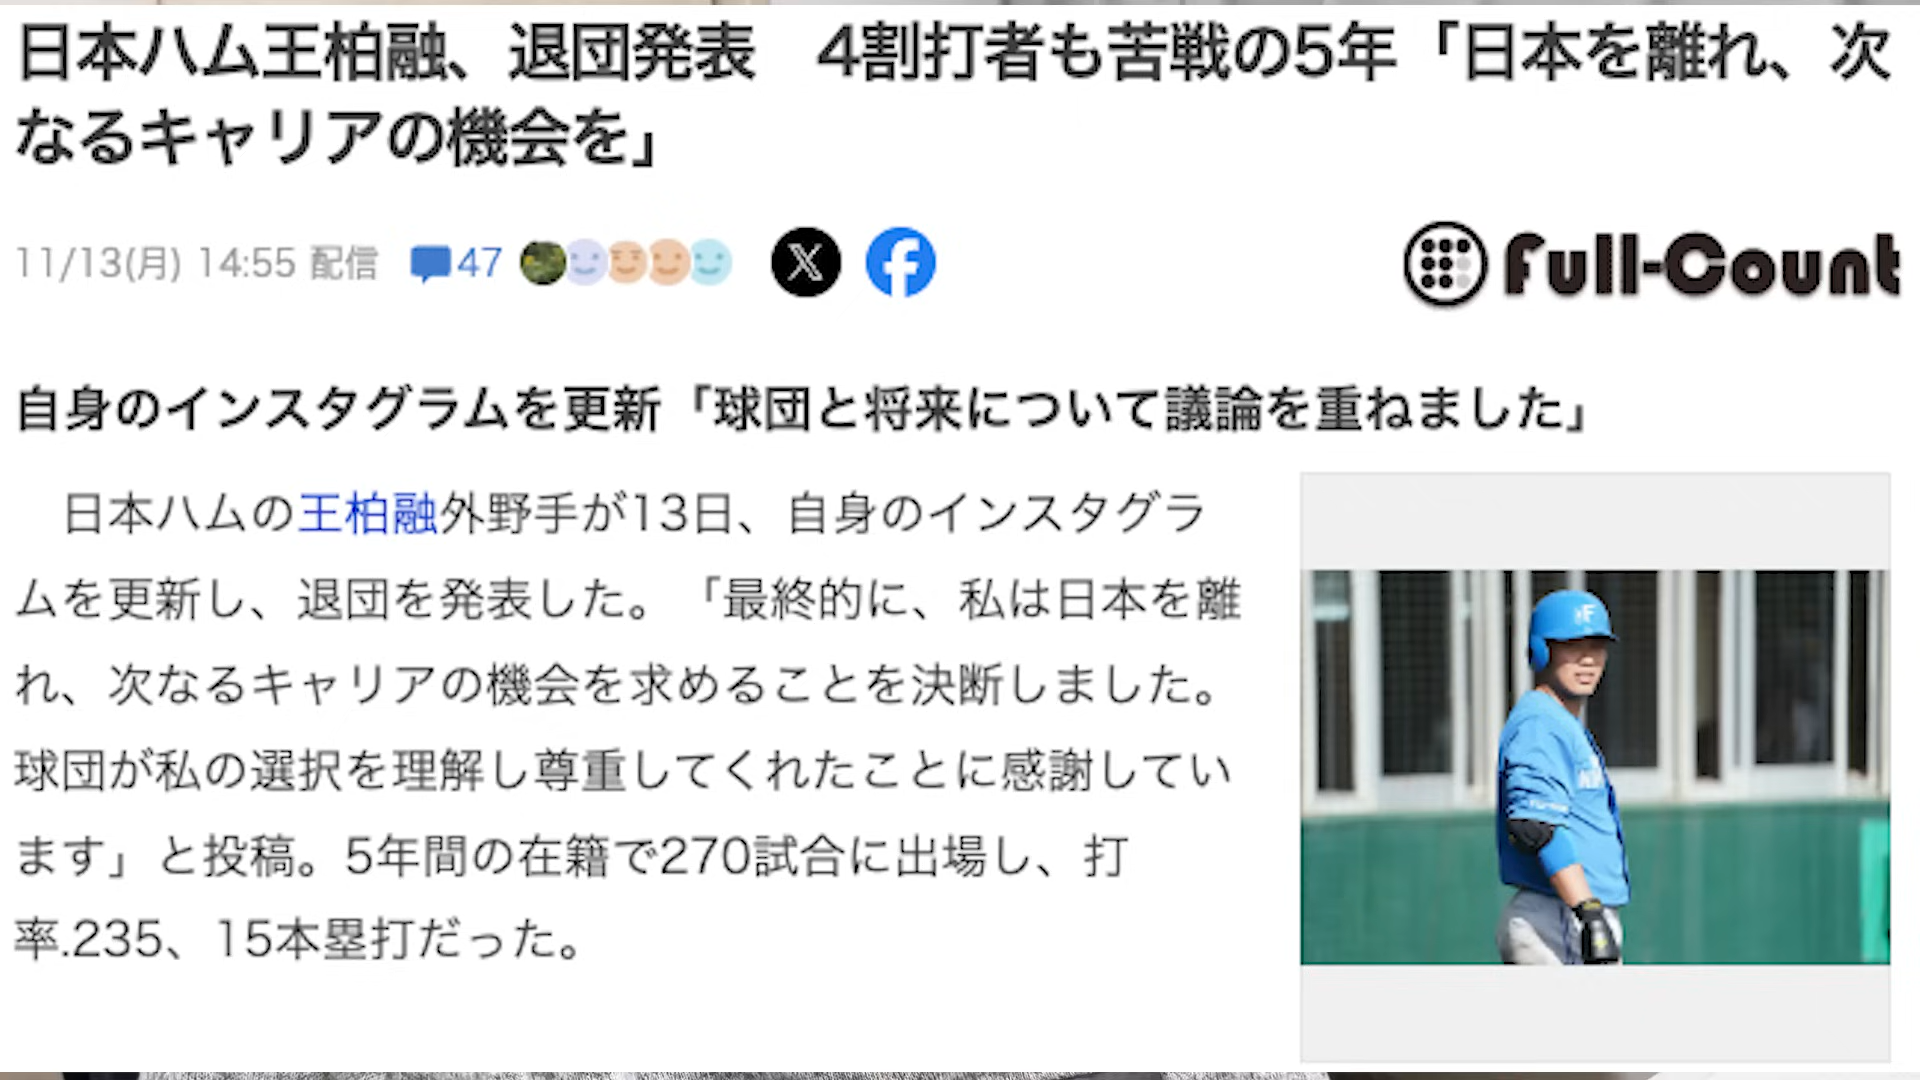 日本ハム王柏融、退団発表　4割打者も苦戦の5年「日本を離れ、次
なるキャリアの機会を」
11/13(月) 14:55 配信 47
Full-Count
自身のインスタグラムを更新「球団と将来について議論を重ねました」
日本ハムの王柏融外野手が13日、自身のインスタグラ
ムを更新し、退団を発表した。「最終的に、私は日本を離
れ、次なるキャリアの機会を求めることを決断しました。
球団が私の選択を理解し尊重してくれたことに感謝してい
ます」と投稿。5年間の在籍で270試合に出場し、打
率.235、15本塁打だった。